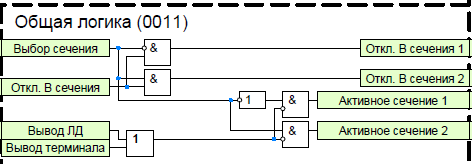 Общая логика (0011)
Выбор сечения
&
Откл. В сечения 1
Откл. В сечения
&
Откл. В сечения 2
1
&
Активное сечение 1
Вывод ЛД
1
&
Активное сечение 2
Вывод терминала